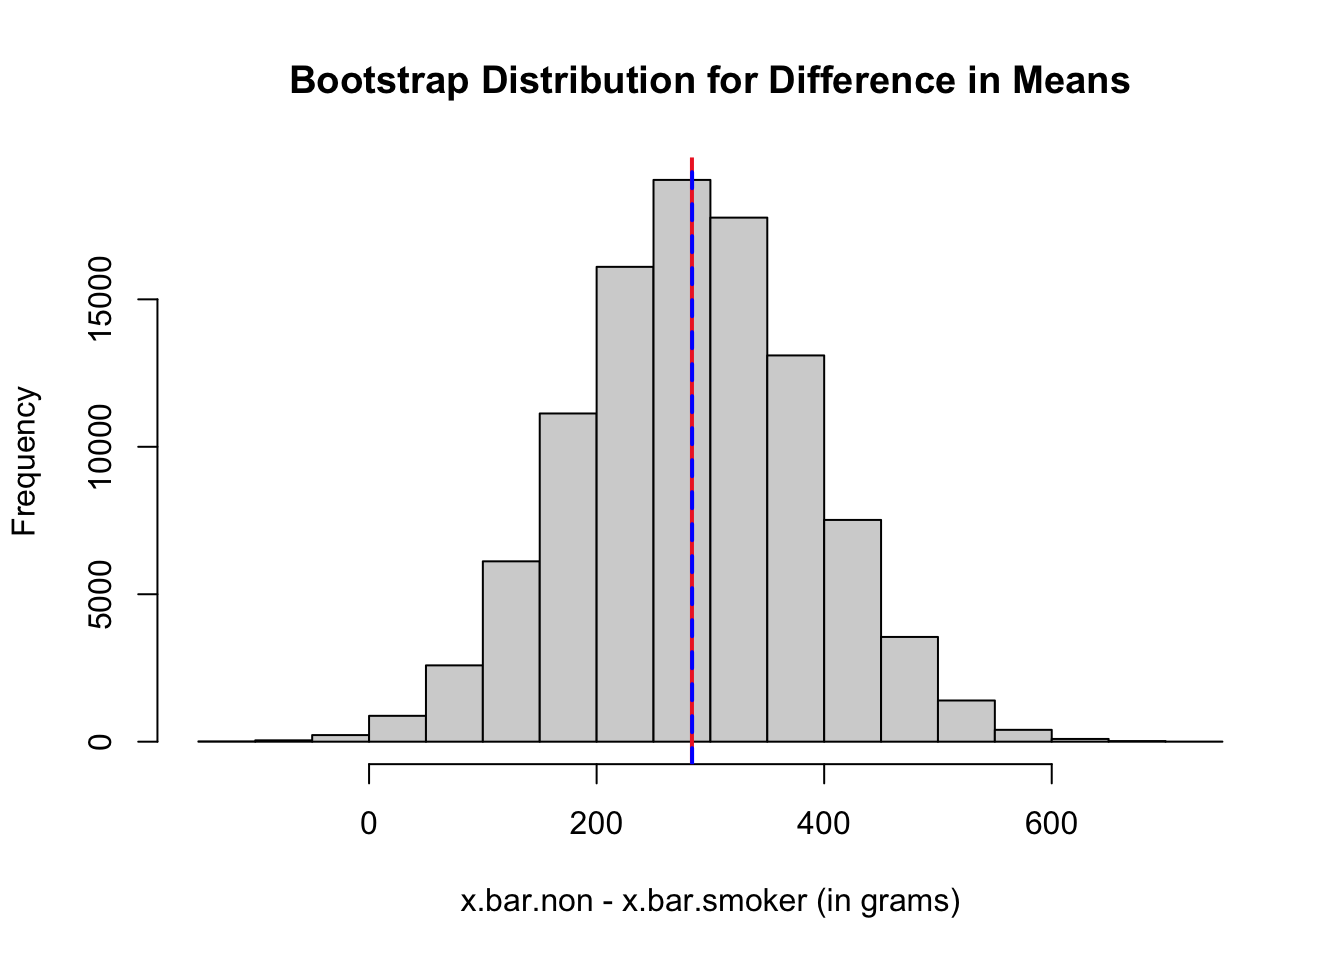 Bootstrap Distribution for Difference in Means
Frequency
15000
10000
5000
0
0 200 400 600
x.bar.non - x.bar.smoker (in grams)